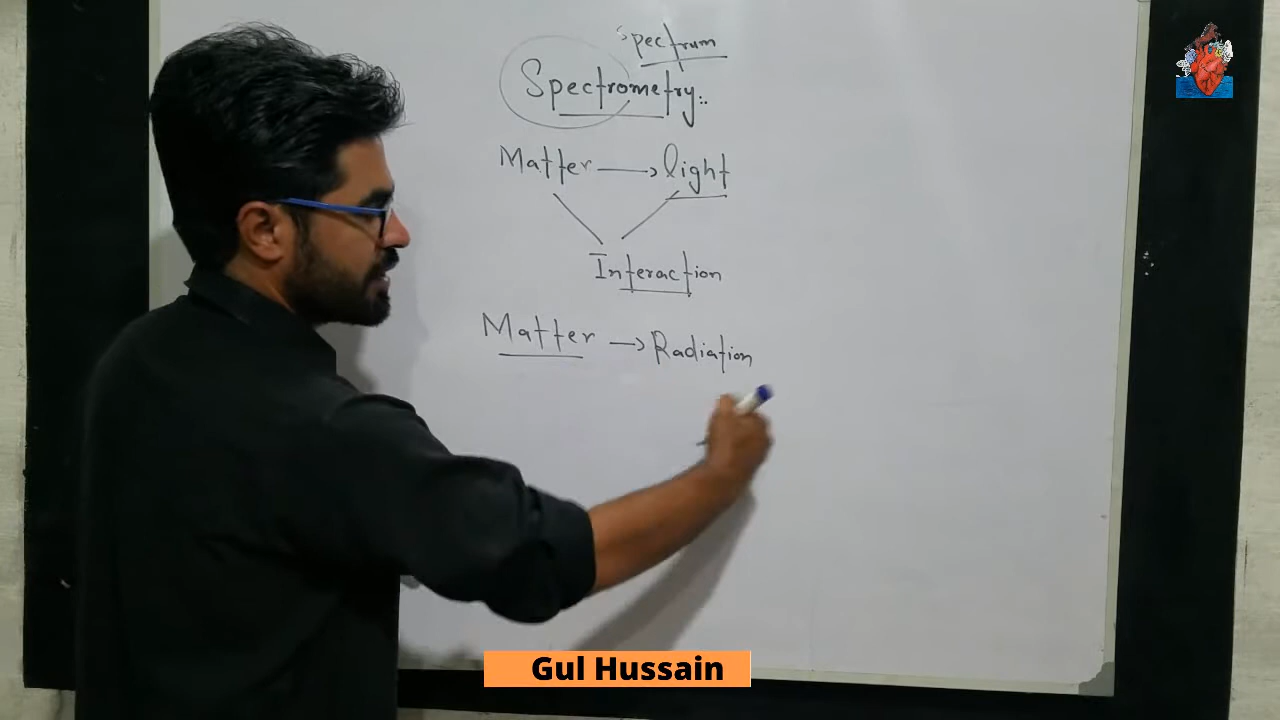 Spectrum
Spectrometry::
Matter → light
Interaction
Matter → Radiation
Gul Hussain